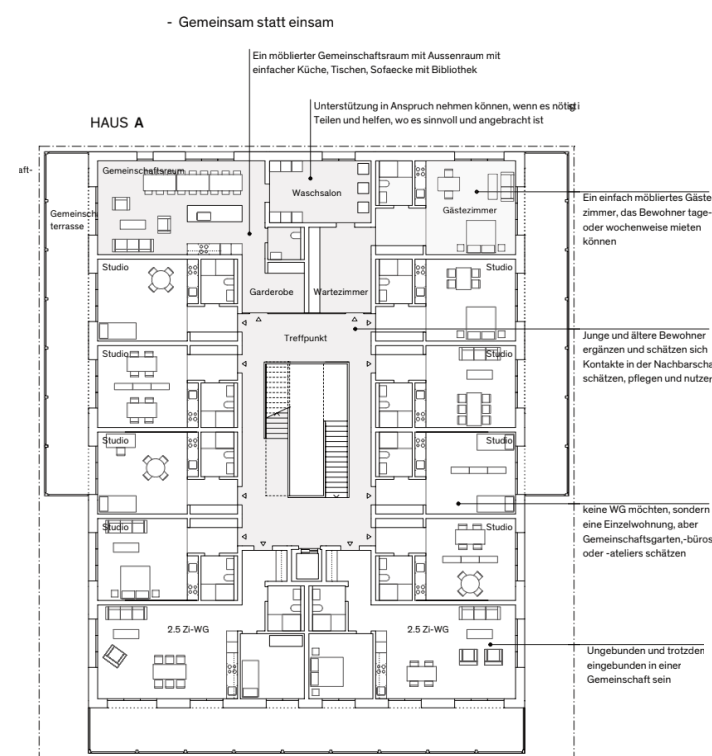 - Gemeinsam statt einsam
Ein möblierter Gemeinschaftsraum mit Aussenraum mit
einfacher Küche, Tischen, Sofaecke mit Bibliothek
Unterstützung in Anspruch nehmen können, wenn es nötig i
Teilen und helfen, wo es sinnvoll und angebracht ist
HAUS A
aft-
Gemeinschaftsraum
Waschsalon
Gästezimmer
Gemeinsch
terrasse
Ein einfach möbliertes Gäste
zimmer, das Bewohner tage-
oder wochenweise mieten
können
Studio
Studio
Garderobe
Wartezimmer
Treffpunkt
Junge und ältere Bewohner
ergänzen und schätzen sich
Kontakte in der Nachbarscha
schätzen, pflegen und nutzen
Studio
Studio
Studio
Studio
keine WG möchten, sondern
eine Einzelwohnung, aber
Gemeinschaftsgarten,-büros
oder -ateliers schätzen
Studio
Studio
2.5 Zi-WG
2.5 Zi-WG
Ungebunden und trotzden
eingebunden in einer
Gemeinschaft sein